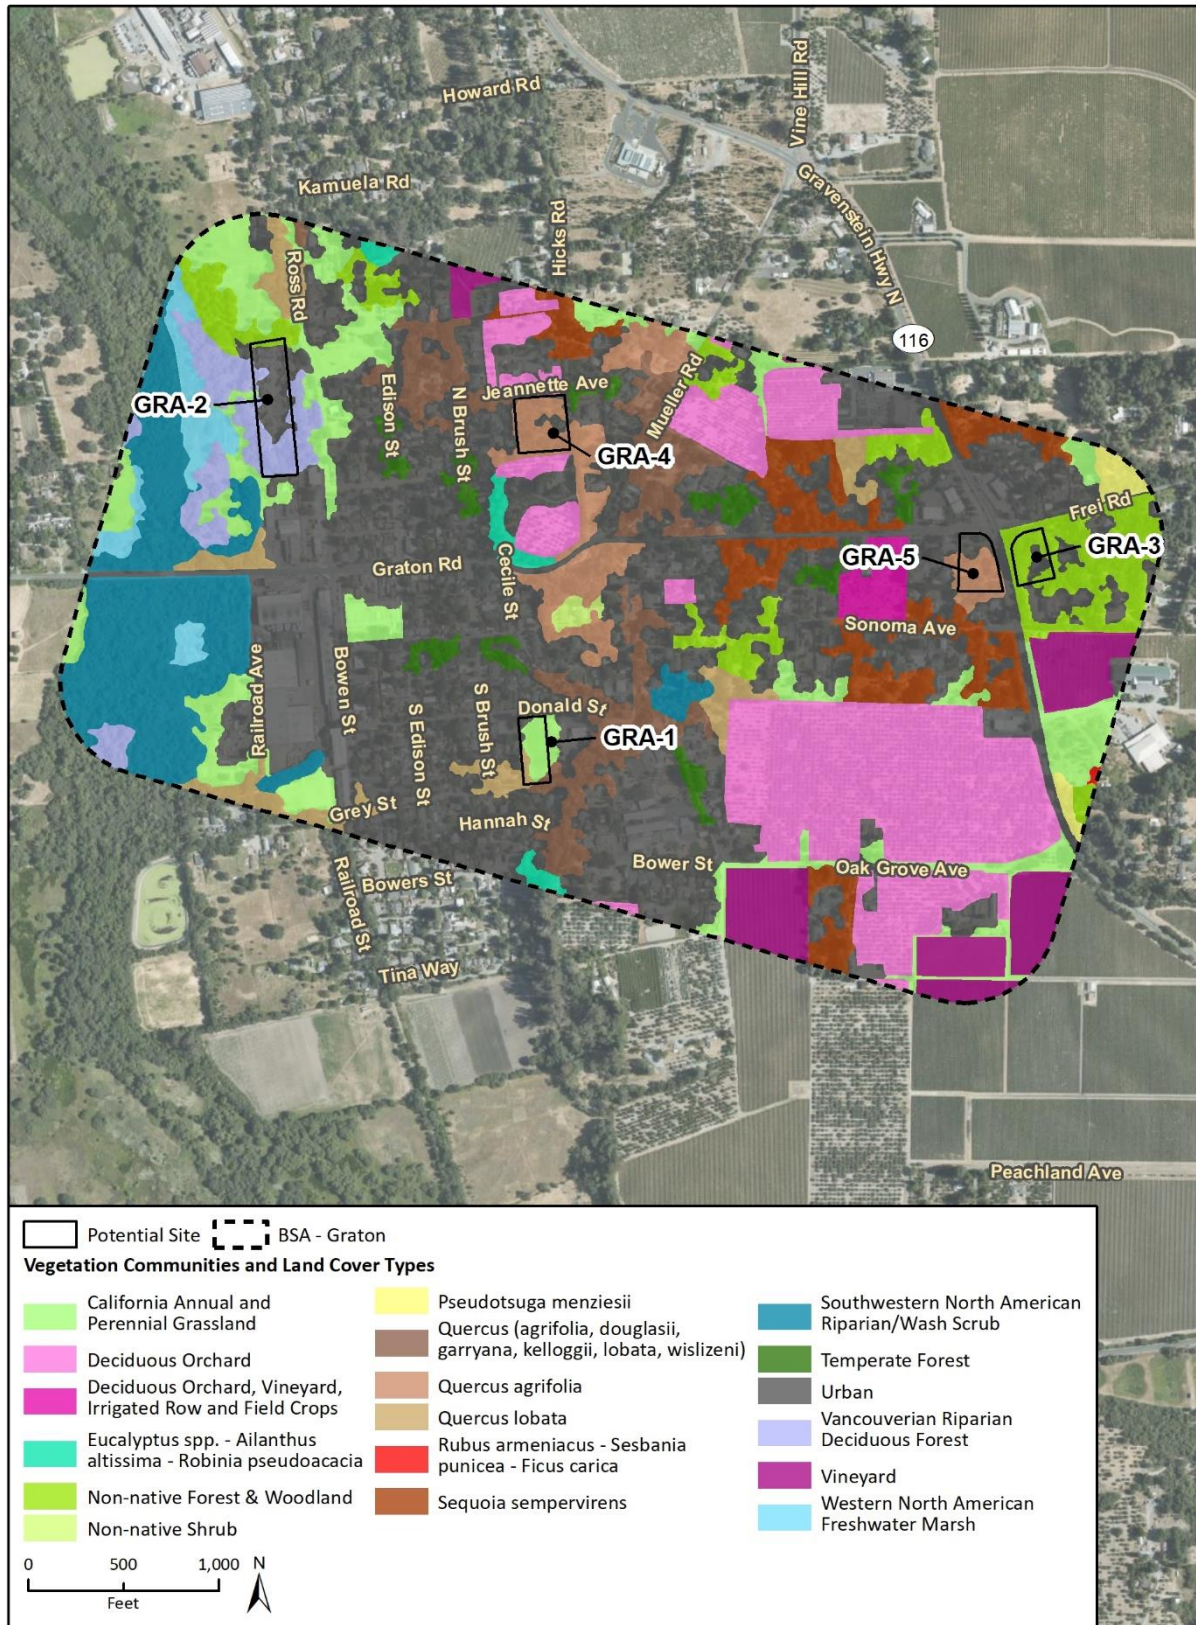 Howard Rd
Vine Hill Rd
Kamuela Rd
Hicks Rd
Gravenstein Hwy N
116
Ross Rd
GRA-2
Edison St
N Brush St
Jeannette Ave
Mueller Rd
GRA-4
Frei Rd
GRA-5
GRA-3
Graton Rd
Cecile St
Sonoma Ave
Railroad Ave
Bowen St
S Edison St
S Brush St
Donald St
GRA-1
Grey St
Hannah St
Bower St
Oak Grove Ave
Railroad St
Bowers St
Tina Way
Peachland Ave
Potential Site
BSA - Graton
Vegetation Communities and Land Cover Types
California Annual and
Perennial Grassland
Deciduous Orchard
Deciduous Orchard, Vineyard,
Irrigated Row and Field Crops
Eucalyptus spp. - Ailanthus
altissima - Robinia pseudoacacia
Non-native Forest & Woodland
Non-native Shrub
Pseudotsuga menziesii
Quercus (agrifolia, douglasii,
garryana, kelloggii, lobata, wislizeni)
Quercus agrifolia
Quercus lobata
Rubus armeniacus - Sesbania
punicea - Ficus carica
Sequoia sempervirens
Southwestern North American
Riparian/Wash Scrub
Temperate Forest
Urban
Vancouverian Riparian
Deciduous Forest
Vineyard
Western North American
Freshwater Marsh
0 500 1,000
Feet
N